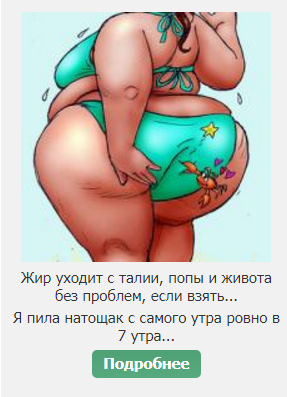 Жир уходит с талии, попы и живота
без проблем, если взять...
Я пила натощак с самого утра ровно в
7 утра...
Подробнее